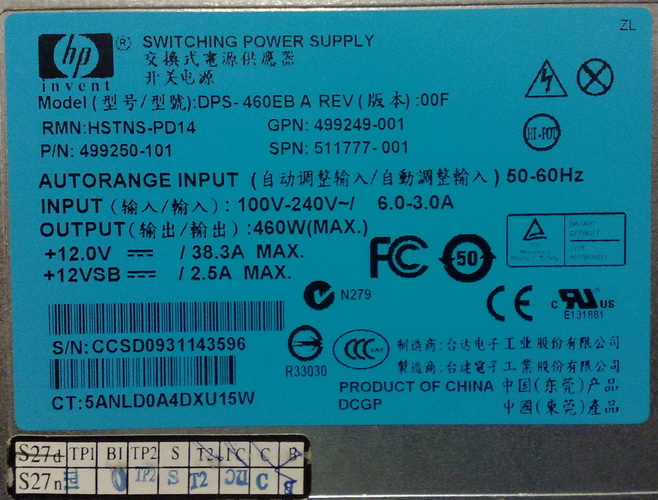 ZL
hp
invent
® SWITCHING POWER SUPPLY
交換式電源供應器
开关电源
Model (型号/型號):DPS-460EB A REV (版本):00F
RMN:HSTNS-PD14 GPN: 499249-001
P/N: 499250-101 SPN: 511777-001
HI-POT
AUTORANGE INPUT (自动调整输入/自動調整輸入) 50-60Hz
INPUT (输入/輸入): 100V-240V~/ 6.0-3.0A
OUTPUT (输出/輸出) :460W(MAX.)
+12.0V / 38.3A MAX.
+12VSB / 2.5A MAX.
FC 50
N279
CE c UL US
E131881
S/N: CCSD0931143596
R33030
CCC
制造商:台达电子工业股份有限公司
製造商:台達電子工業股份有限公司
CT:5ANLD0A4DXU15W
PRODUCT OF CHINA 中国(东莞)产品
DCGP 中國(東莞)產品
S27d TP1 BI TP2 S T2 IC C B
S27n TP2 S T2 C